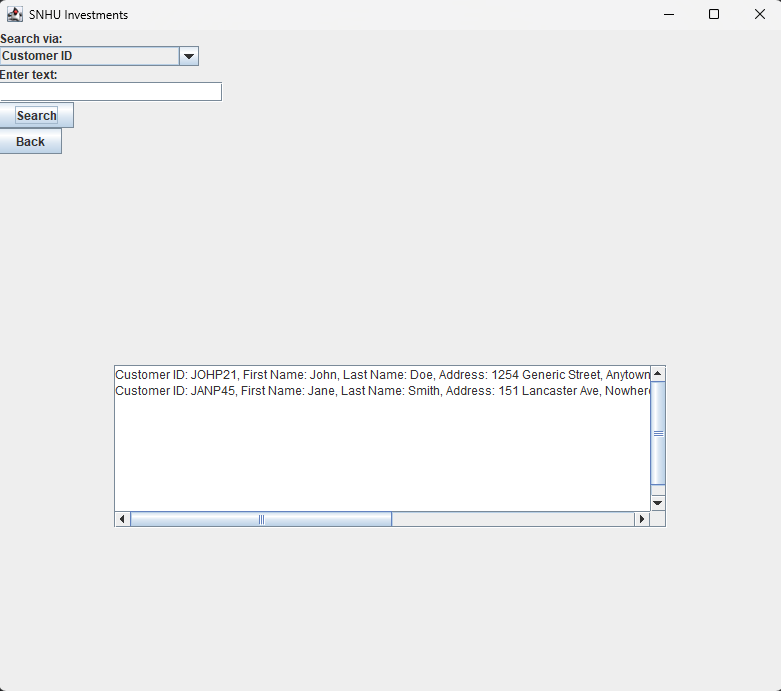 SNHU Investments
Search via:
Customer ID
Enter text:
Search
Back
Customer ID: JOHP21, First Name: John, Last Name: Doe, Address: 1254 Generic Street, Anytown
Customer ID: JANP45, First Name: Jane, Last Name: Smith, Address: 151 Lancaster Ave, Nowhere